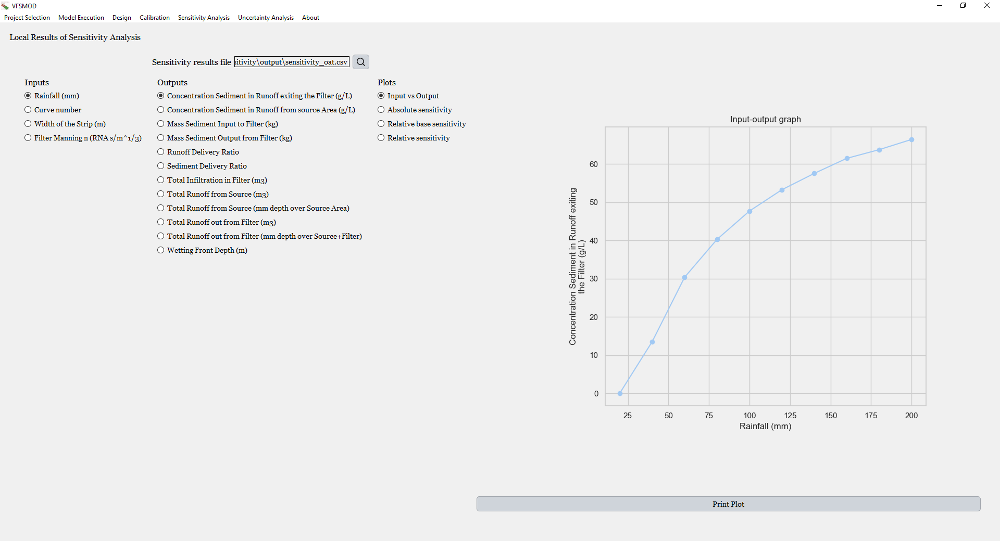 VFSMOD
Project Selection Model Execution Design Calibration Sensitivity Analysis Uncertainty Analysis About
Local Results of Sensitivity Analysis
Sensitivity results file sitivity\output\sensitivity_oat.csv
Inputs
Rainfall (mm)
Curve number
Width of the Strip (m)
Filter Manning n (RNA s/m^1/3)
Outputs
Concentration Sediment in Runoff exiting the Filter (g/L)
Concentration Sediment in Runoff from source Area (g/L)
Mass Sediment Input to Filter (kg)
Mass Sediment Output from Filter (kg)
Runoff Delivery Ratio
Sediment Delivery Ratio
Total Infiltration in Filter (m3)
Total Runoff from Source (m3)
Total Runoff from Source (mm depth over Source Area)
Total Runoff out from Filter (m3)
Total Runoff out from Filter (mm depth over Source+Filter)
Wetting Front Depth (m)
Plots
Input vs Output
Absolute sensitivity
Relative base sensitivity
Relative sensitivity
Input-output graph
Concentration Sediment in Runoff exiting
the Filter (g/L)
60
50
40
30
20
10
0
25 50 75 100 125 150 175 200
Rainfall (mm)
Print Plot